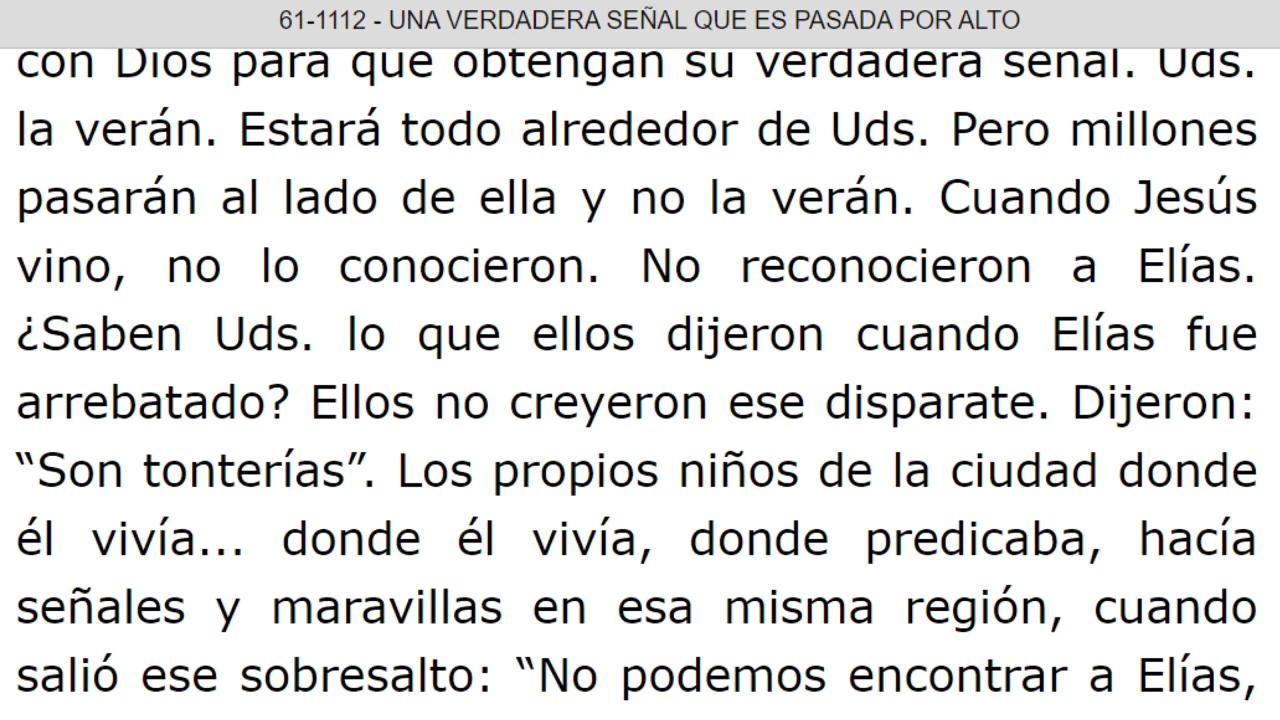 61-1112 - UNA VERDADERA SEÑAL QUE ES PASADA POR ALTO
con Dios para que obtengan su verdadera señal. Uds.
la verán. Estará todo alrededor de Uds. Pero millones
pasarán al lado de ella y no la verán. Cuando Jesús
vino, no lo conocieron. No reconocieron a Elías.
¿Saben Uds. lo que ellos dijeron cuando Elías fue
arrebatado? Ellos no creyeron ese disparate. Dijeron:
“Son tonterías”. Los propios niños de la ciudad donde
él vivía... donde él vivía, donde predicaba, hacía
señales y maravillas en esa misma región, cuando
salió ese sobresalto: “No podemos encontrar a Elías,